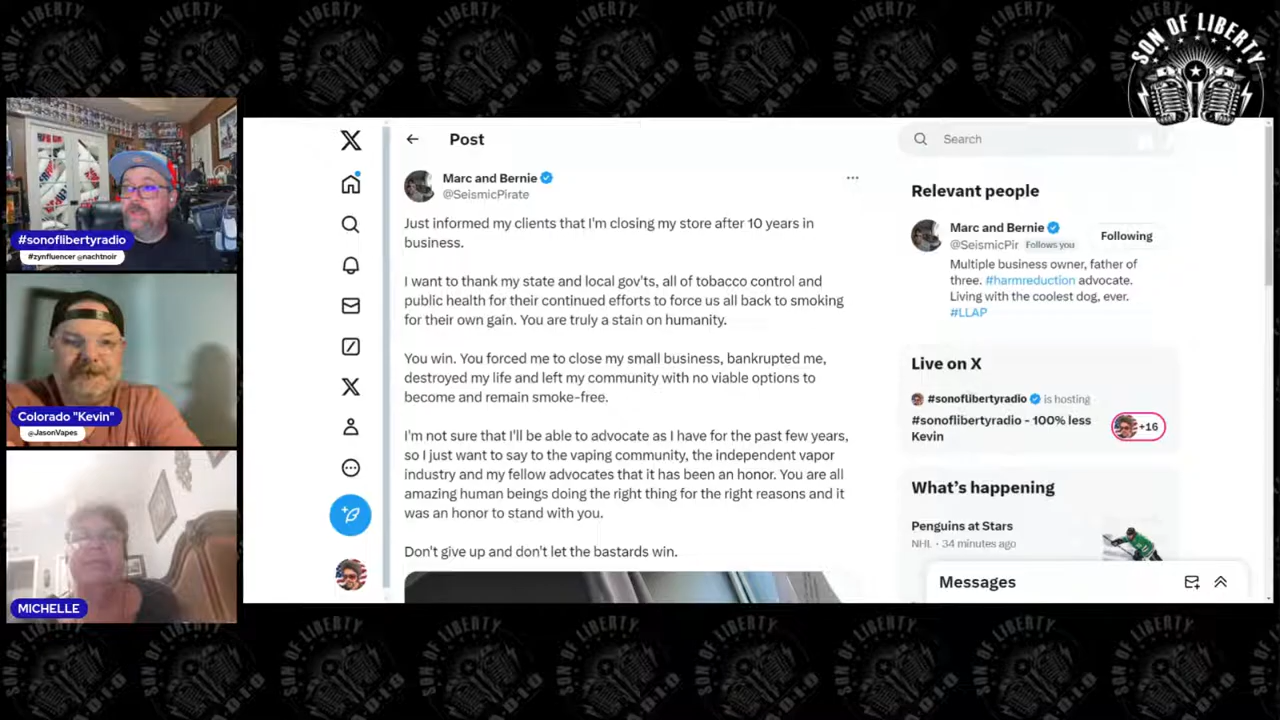 SON OF LIBERTY
RADIO
#sonoflibertyradio
#zynfluencer @nachtnoir
Colorado "Kevin"
@JasonVapes
MICHELLE
Post
Marc and Bernie
@SeismicPirate
Just informed my clients that I'm closing my store after 10 years in
business.
I want to thank my state and local gov'ts, all of tobacco control and
public health for their continued efforts to force us all back to smoking
for their own gain. You are truly a stain on humanity.
You win. You forced me to close my small business, bankrupted me,
destroyed my life and left my community with no viable options to
become and remain smoke-free.
I'm not sure that I'll be able to advocate as I have for the past few years,
so I just want to say to the vaping community, the independent vapor
industry and my fellow advocates that it has been an honor. You are all
amazing human beings doing the right thing for the right reasons and it
was an honor to stand with you.
Don't give up and don't let the bastards win.
Search
Relevant people
Marc and Bernie
@SeismicPir Follows you
Following
Multiple business owner, father of
three. #harmreduction advocate.
Living with the coolest dog, ever.
#LLAP
Live on X
#sonoflibertyradio is hosting
#sonoflibertyradio - 100% less
Kevin
+16
What's happening
Penguins at Stars
NHL · 34 minutes ago
Messages